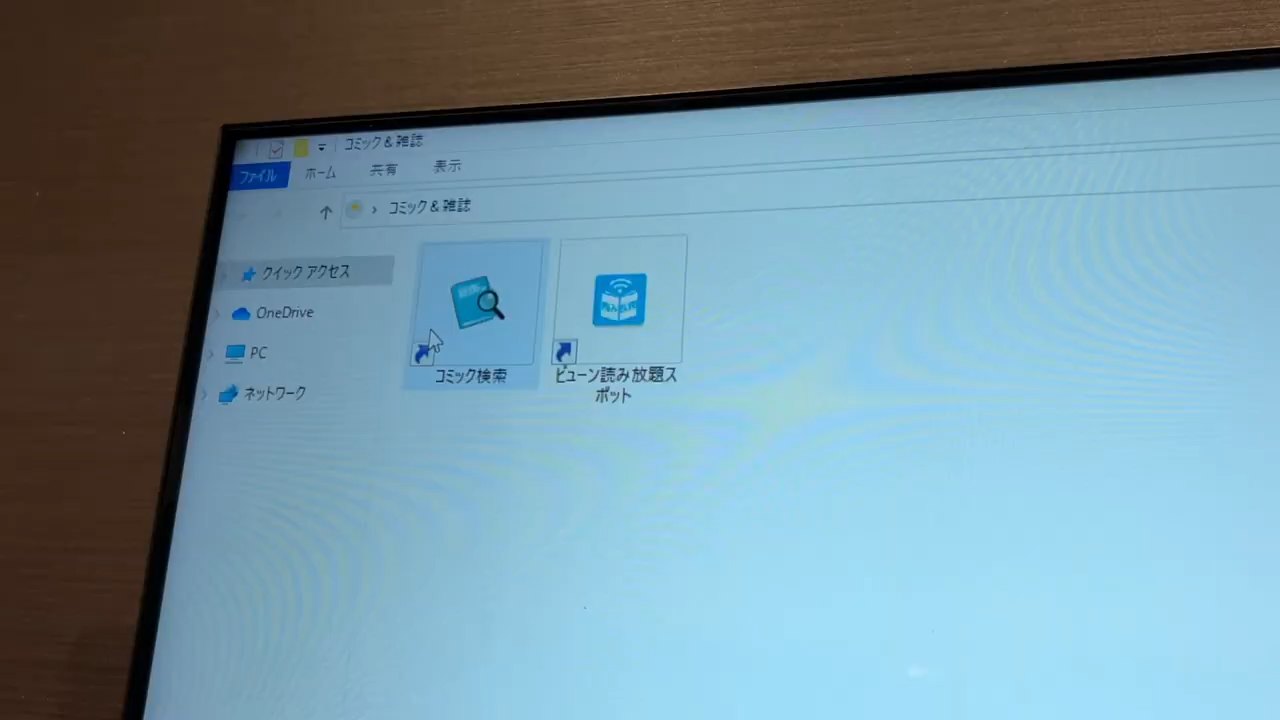 コミック & 雑誌
ファイル ホーム 共有 表示
コミック & 雑誌
クイック アクセス
OneDrive
PC
ネットワーク
コミック検索
ビューン読み放題ス
ポット